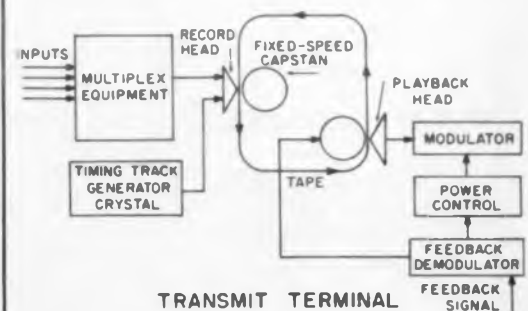 INPUTS
MULTIPLEX
EQUIPMENT
RECORD
HEAD
FIXED-SPEED
CAPSTAN
PLAYBACK
HEAD
MODULATOR
TIMING TRACK
GENERATOR
CRYSTAL
TAPE
POWER
CONTROL
FEEDBACK
DEMODULATOR
TRANSMIT TERMINAL
FEEDBACK
SIGNAL